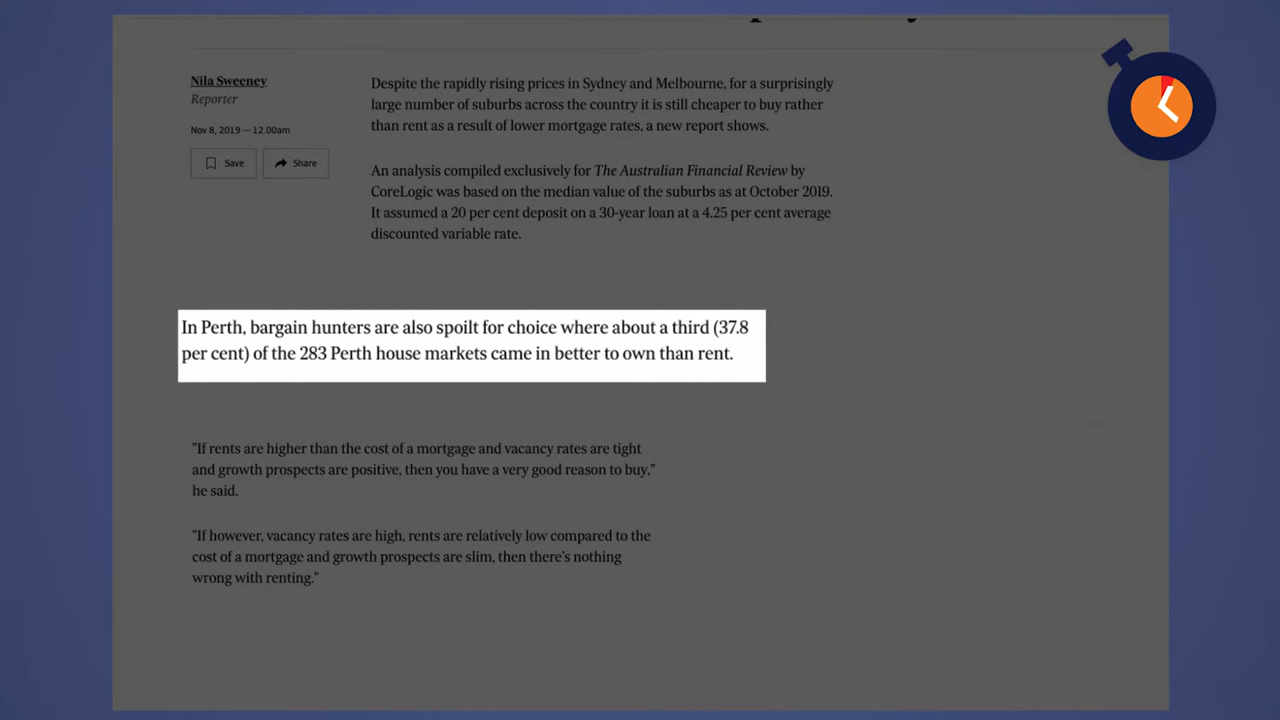 Nila Sweeney
Reporter
Nov 8, 2019 — 12.00am
Save
Share
Despite the rapidly rising prices in Sydney and Melbourne, for a surprisingly
large number of suburbs across the country it is still cheaper to buy rather
than rent as a result of lower mortgage rates, a new report shows.
An analysis compiled exclusively for The Australian Financial Review by
CoreLogic was based on the median value of the suburbs as at October 2019.
It assumed a 20 per cent deposit on a 30-year loan at a 4.25 per cent average
discounted variable rate.
In Perth, bargain hunters are also spoilt for choice where about a third (37.8
per cent) of the 283 Perth house markets came in better to own than rent.
"If rents are higher than the cost of a mortgage and vacancy rates are tight
and growth prospects are positive, then you have a very good reason to buy,"
he said.
"If however, vacancy rates are high, rents are relatively low compared to the
cost of a mortgage and growth prospects are slim, then there's nothing
wrong with renting."